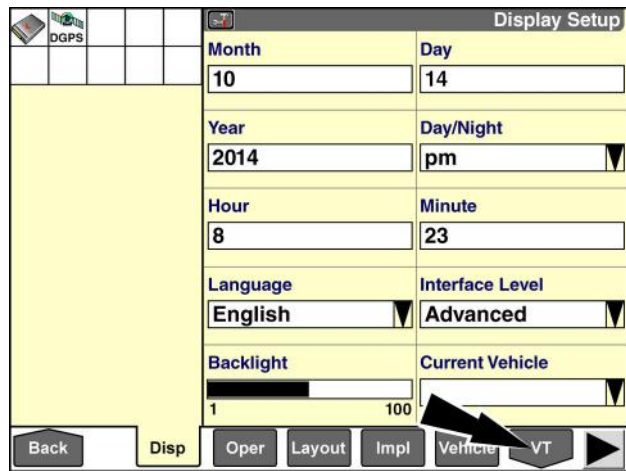 DGPS
Display Setup
Month
Day
10
14
Year
Day/Night
2014
pm
Hour
Minute
8
23
Language
Interface Level
English
Advanced
Backlight
Current Vehicle
1 100
Back Disp Oper Layout Impl Vehicle VT